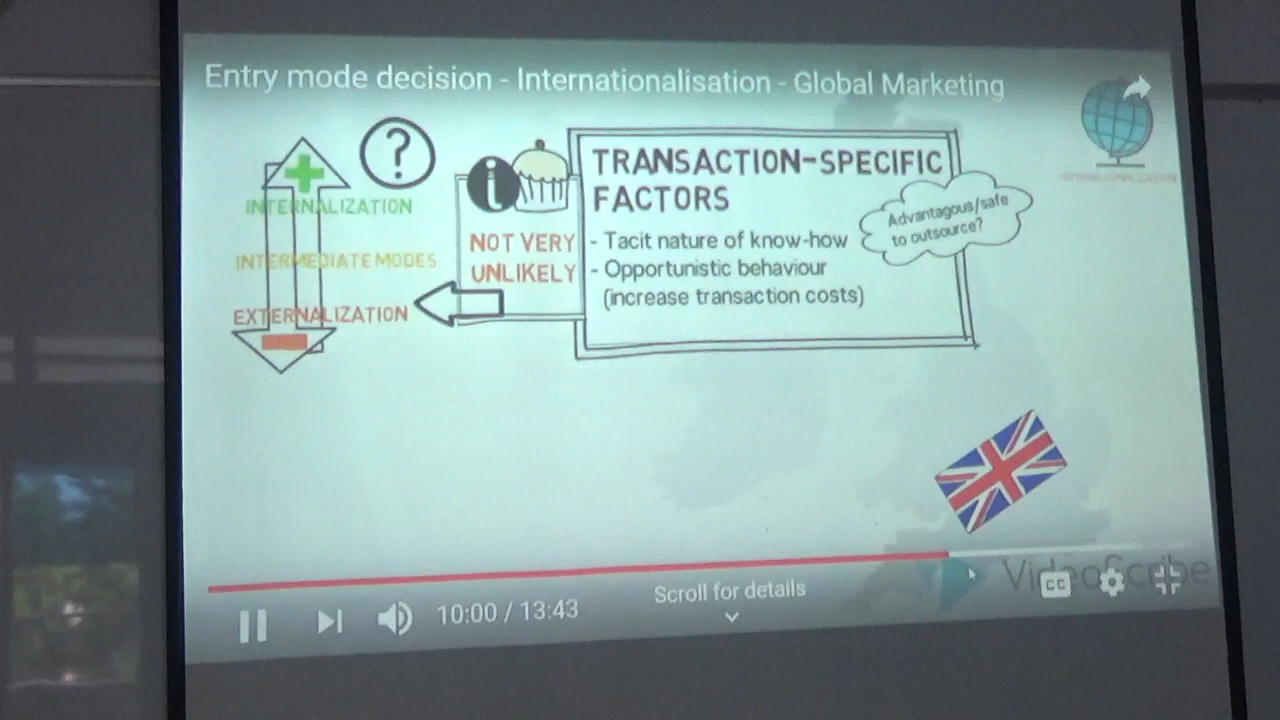 Entry mode decision - Internationalisation - Global Marketing
?
INTERNALIZATION
INTERMEDIATE MODES
EXTERNALIZATION
i
NOT VERY
UNLIKELY
TRANSACTION-SPECIFIC
FACTORS
- Tacit nature of know-how
- Opportunistic behaviour
(increase transaction costs)
Advantagous/safe
to outsource?
INTERNATIONALIZATION
VideoScribe
10:00 / 13:43
Scroll for details
CC